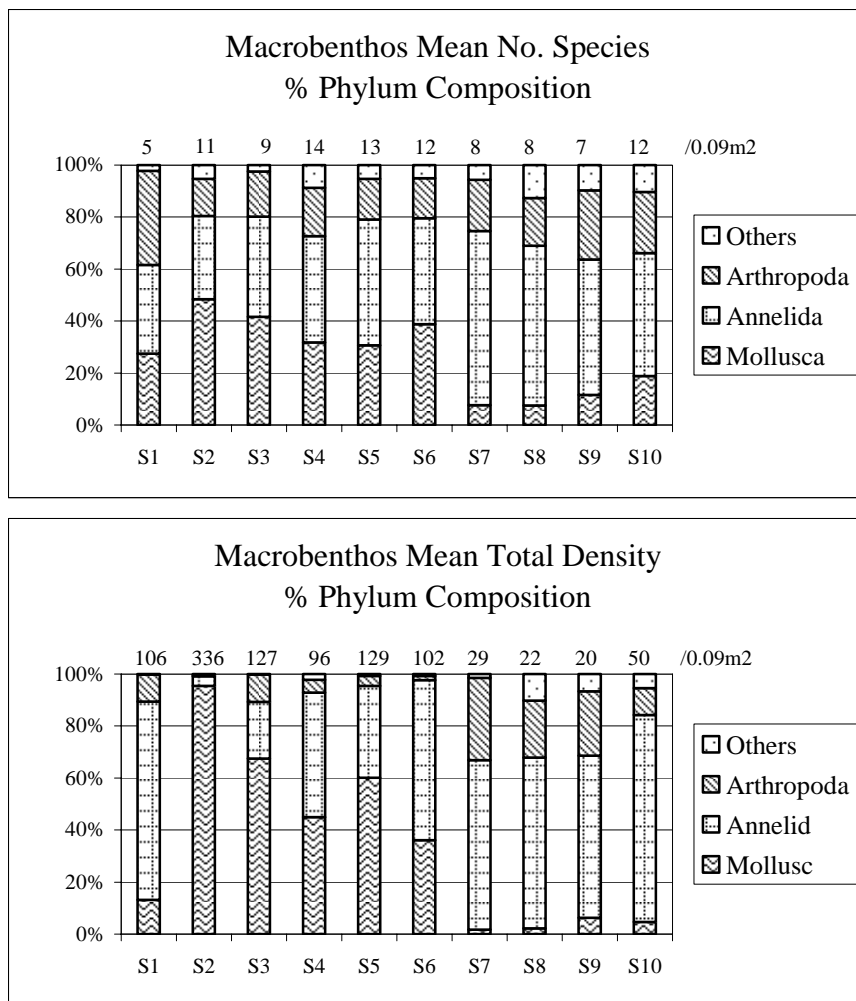 Macrobenthos Mean No. Species
% Phylum Composition
5 11 9 14 13 12 8 8 7 12 /0.09m2
100%
80%
60%
40%
20%
0%
S1 S2 S3 S4 S5 S6 S7 S8 S9 S10
Others
Arthropoda
Annelida
Mollusca
Macrobenthos Mean Total Density
% Phylum Composition
106 336 127 96 129 102 29 22 20 50 /0.09m2
100%
80%
60%
40%
20%
0%
S1 S2 S3 S4 S5 S6 S7 S8 S9 S10
Others
Arthropoda
Annelid
Mollusc